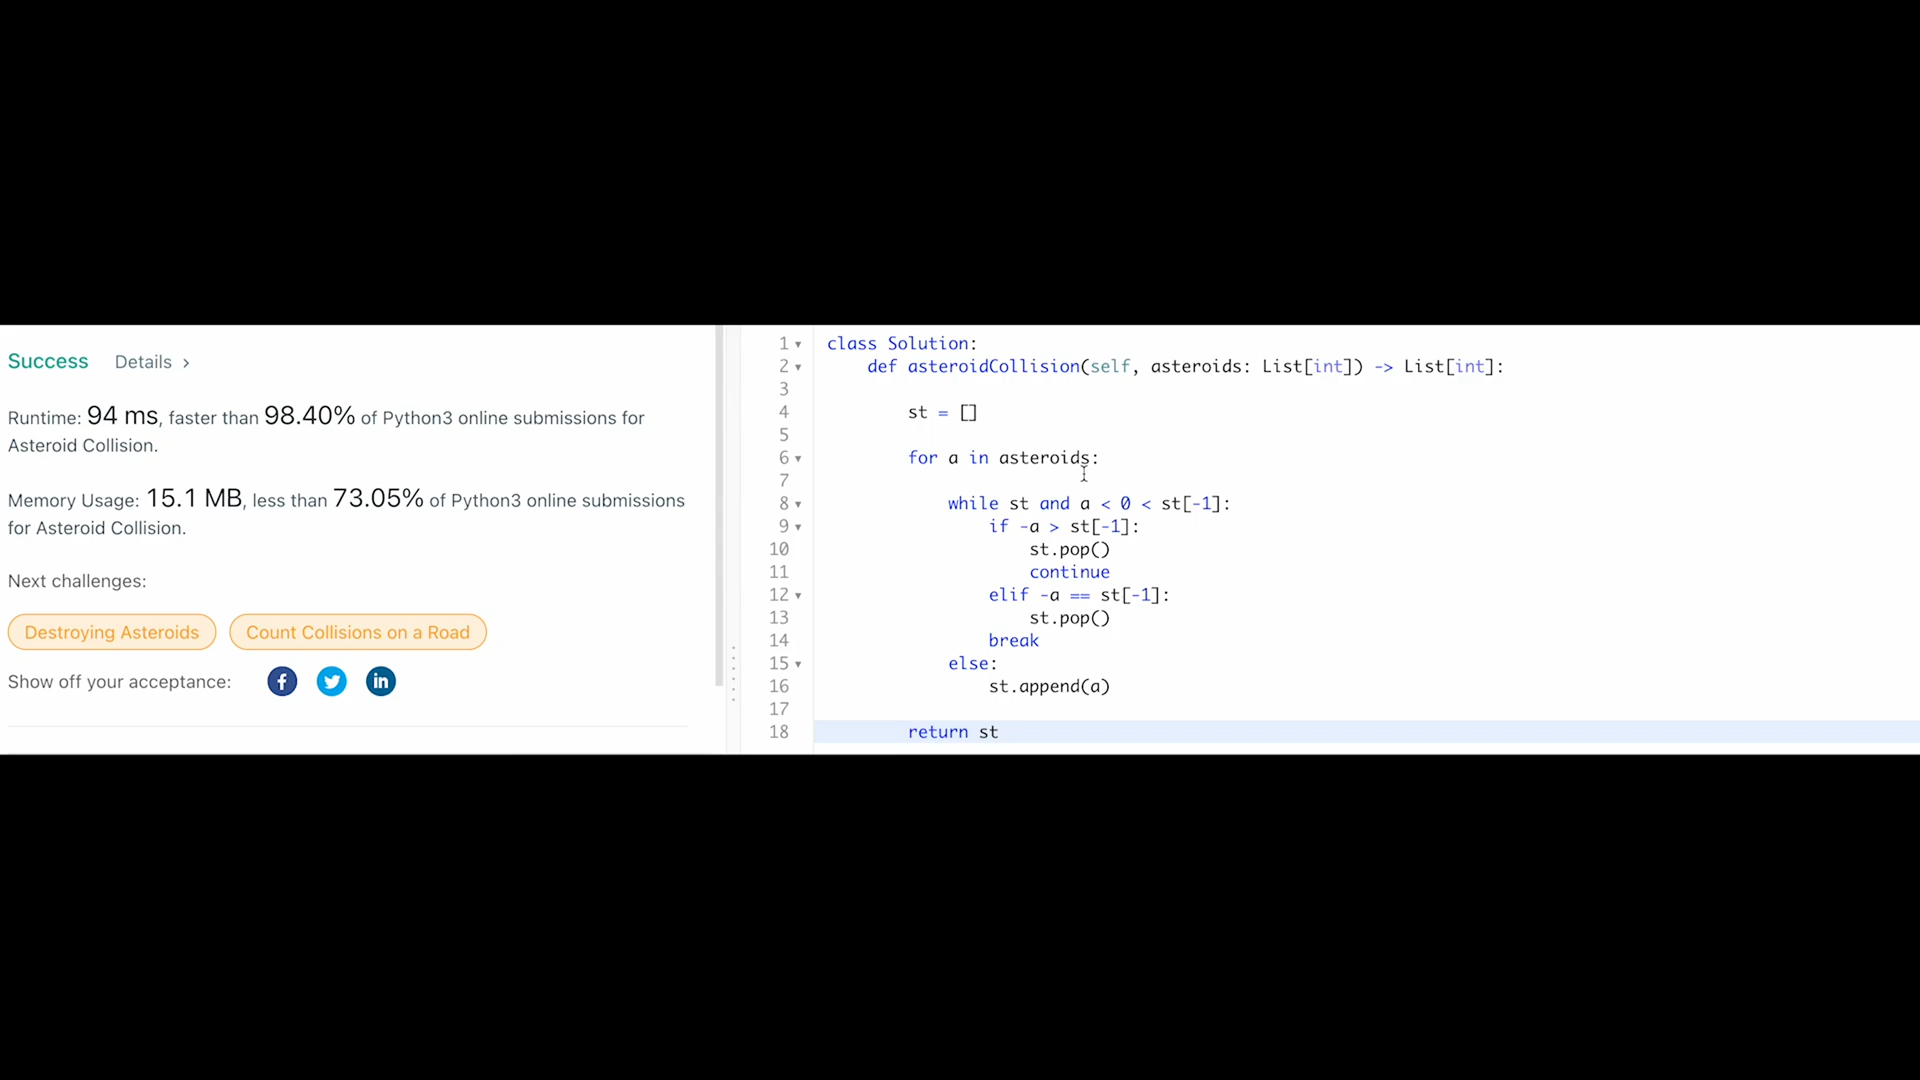 Success Details >
Runtime: 94 ms, faster than 98.40% of Python3 online submissions for
Asteroid Collision.
Memory Usage: 15.1 MB, less than 73.05% of Python3 online submissions
for Asteroid Collision.
Next challenges:
Destroying Asteroids Count Collisions on a Road
Show off your acceptance:
1 class Solution:
2     def asteroidCollision(self, asteroids: List[int]) -> List[int]:
3
4         st = []
5
6         for a in asteroids:
7
8             while st and a < 0 < st[-1]:
9                 if -a > st[-1]:
10                     st.pop()
11                     continue
12                 elif -a == st[-1]:
13                     st.pop()
14                 break
15             else:
16                 st.append(a)
17
18         return st